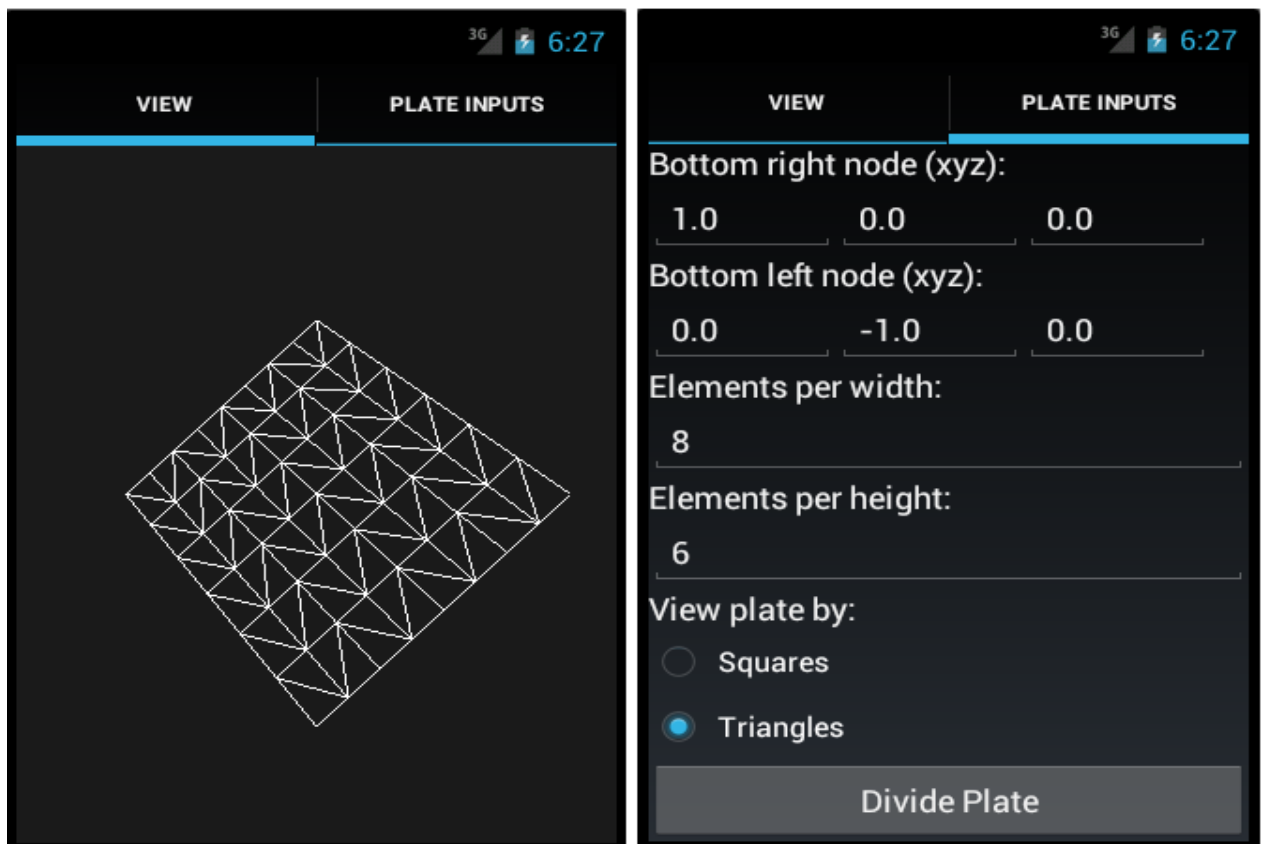 3G 6:27
VIEW PLATE INPUTS
3G 6:27
VIEW PLATE INPUTS
Bottom right node (xyz):
1.0 0.0 0.0
Bottom left node (xyz):
0.0 -1.0 0.0
Elements per width:
8
Elements per height:
6
View plate by:
Squares
Triangles
Divide Plate